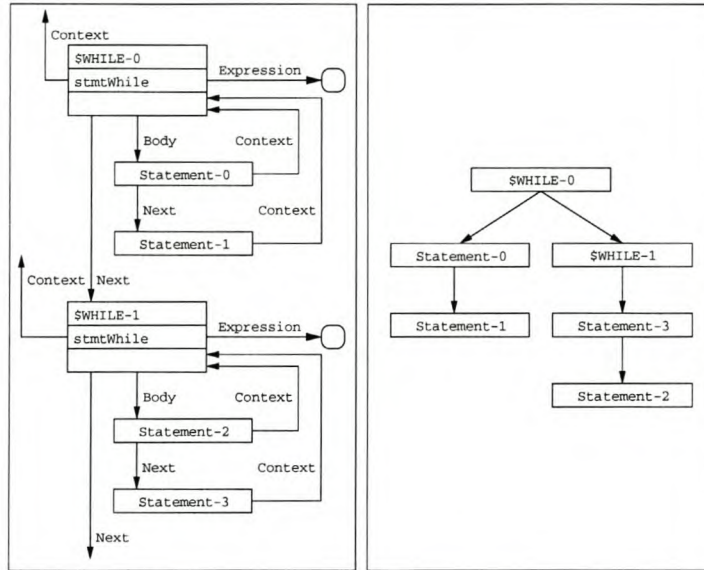 Context
$WHILE-0
Expression
stmtWhile
Body
Context
Statement-0
Next
Context
Statement-1
Context
Next
$WHILE-1
Expression
stmtWhile
Body
Context
Statement-2
Next
Context
Statement-3
Next
$WHILE-0
Statement-0
$WHILE-1
Statement-1
Statement-3
Statement-2